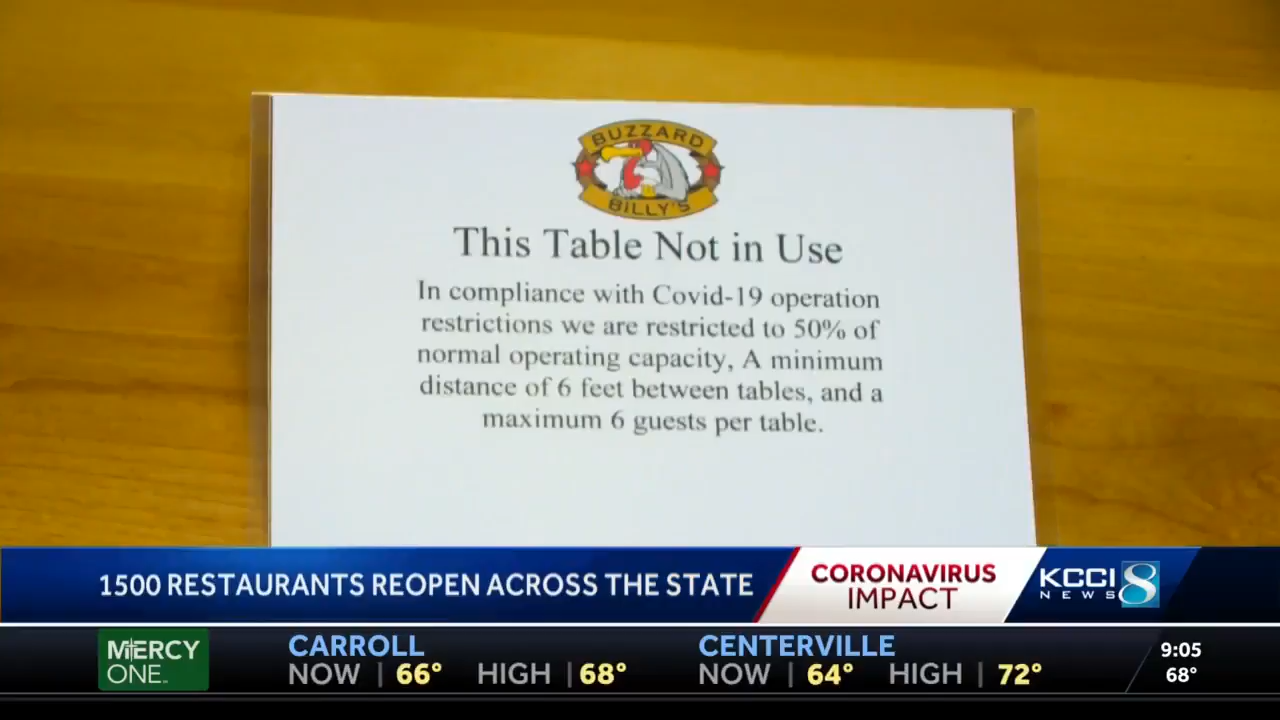 BUZZARD
BILLY'S
This Table Not in Use
In compliance with Covid-19 operation
restrictions we are restricted to 50% of
normal operating capacity, A minimum
distance of 6 feet between tables, and a
maximum 6 guests per table.
1500 RESTAURANTS REOPEN ACROSS THE STATE
CORONAVIRUS
IMPACT
KCCI 8
NEWS
MERCY
ONE
CARROLL
NOW | 66° HIGH | 68°
CENTERVILLE
NOW | 64° HIGH | 72°
9:05
68°